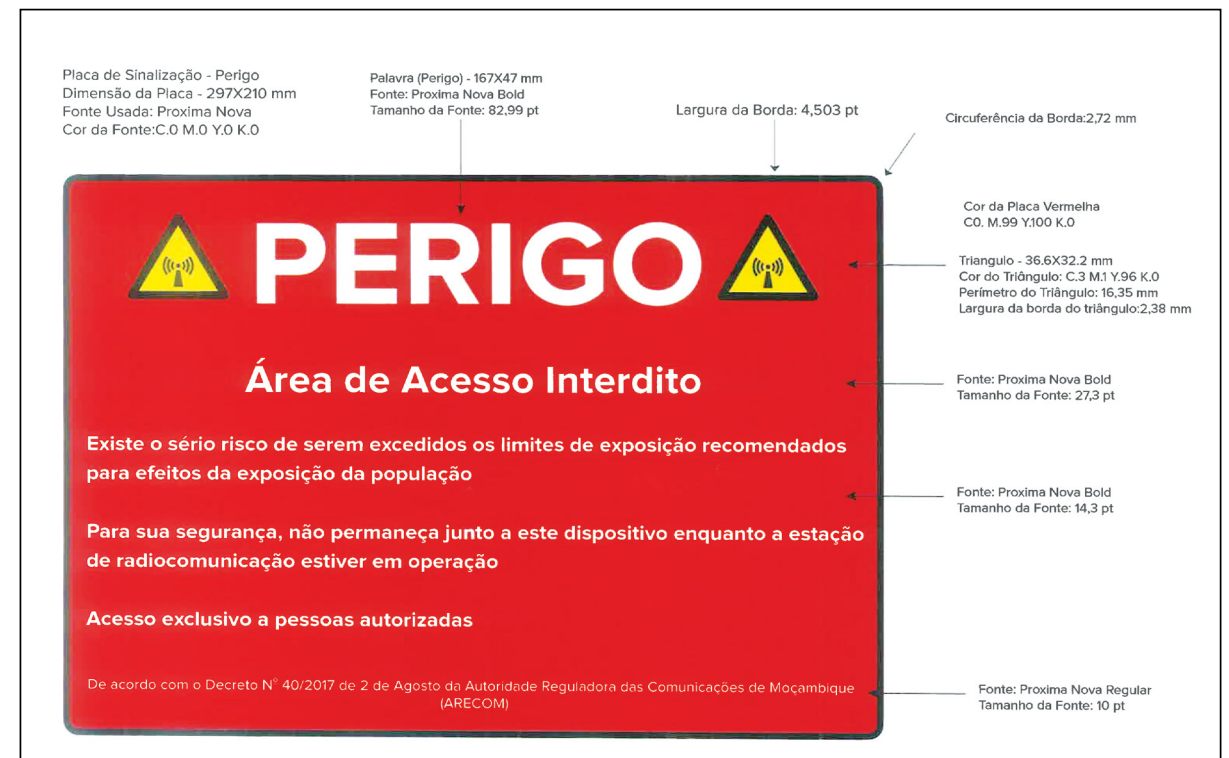 Placa de Sinalização - Perigo
Dimensão da Placa - 297X210 mm
Fonte Usada: Proxima Nova
Cor da Fonte:C.0 M.0 Y.0 K.0
Palavra (Perigo) - 167X47 mm
Fonte: Proxima Nova Bold
Tamanho da Fonte: 82,99 pt
Largura da Borda: 4,503 pt
Circuferência da Borda:2,72 mm
Cor da Placa Vermelha
C0. M.99 Y.100 K.0
Triangulo - 36.6X32.2 mm
Cor do Triângulo: C.3 M.1 Y.96 K.0
Perímetro do Triângulo: 16,35 mm
Largura da borda do triângulo:2,38 mm
PERIGO
Área de Acesso Interdito
Fonte: Proxima Nova Bold
Tamanho da Fonte: 27,3 pt
Existe o sério risco de serem excedidos os limites de exposição recomendados
para efeitos da exposição da população
Fonte: Proxima Nova Bold
Tamanho da Fonte: 14,3 pt
Para sua segurança, não permaneça junto a este dispositivo enquanto a estação
de radiocomunicação estiver em operação
Acesso exclusivo a pessoas autorizadas
De acordo com o Decreto N° 40/2017 de 2 de Agosto da Autoridade Reguladora das Comunicações de Moçambique
(ARECOM)
Fonte: Proxima Nova Regular
Tamanho da Fonte: 10 pt